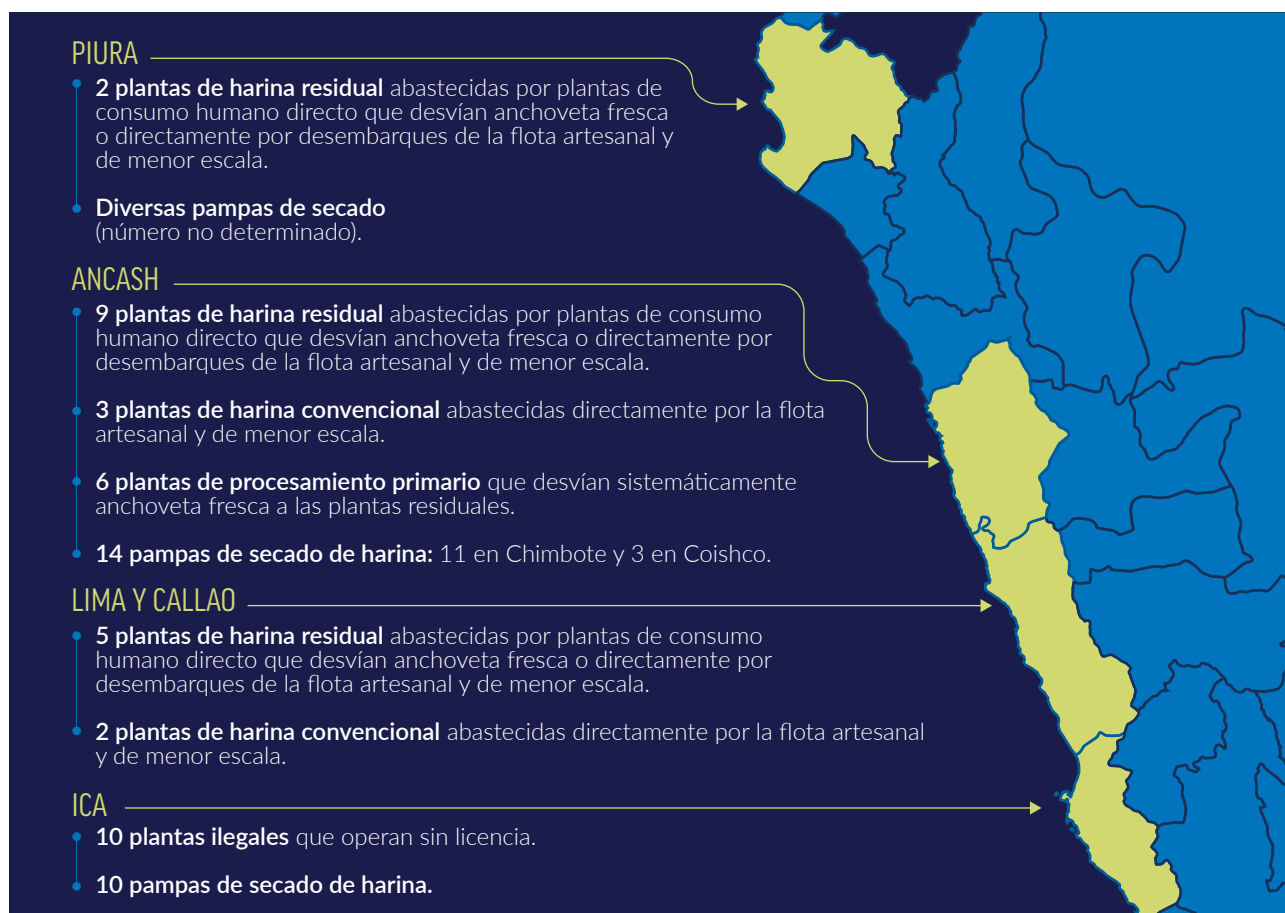 PIURA
2 plantas de harina residual abastecidas por plantas de
consumo humano directo que desvían anchoveta fresca
o directamente por desembarques de la flota artesanal y
de menor escala.
Diversas pampas de secado
(número no determinado).
ANCASH
9 plantas de harina residual abastecidas por plantas de consumo
humano directo que desvían anchoveta fresca o directamente por
desembarques de la flota artesanal y de menor escala.
3 plantas de harina convencional abastecidas directamente por la flota
artesanal y de menor escala.
6 plantas de procesamiento primario que desvían sistemáticamente
anchoveta fresca a las plantas residuales.
14 pampas de secado de harina: 11 en Chimbote y 3 en Coishco.
LIMA Y CALLAO
5 plantas de harina residual abastecidas por plantas de consumo
humano directo que desvían anchoveta fresca o directamente por
desembarques de la flota artesanal y de menor escala.
2 plantas de harina convencional abastecidas directamente por la flota artesanal
y de menor escala.
ICA
10 plantas ilegales que operan sin licencia.
10 pampas de secado de harina.